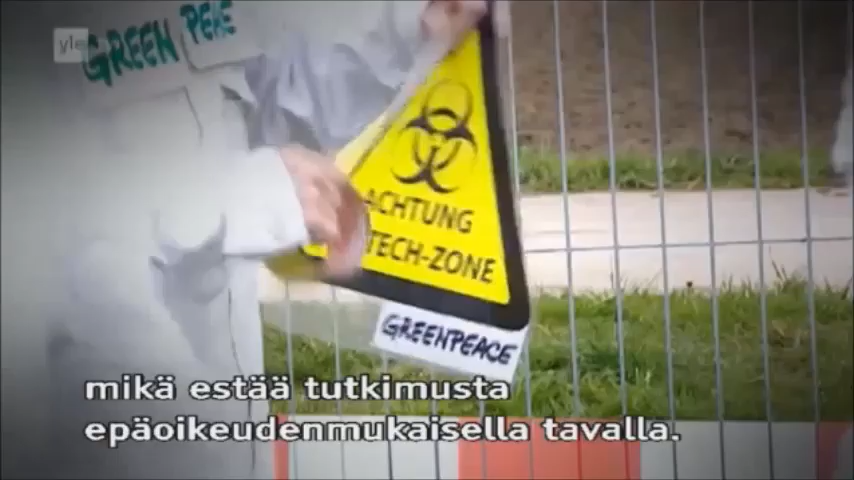 yle
GREEN PEACE
ACHTUNG
TECH-ZONE
GREENPEACE
mikä estää tutkimusta
epäoikeudenmukaisella tavalla.